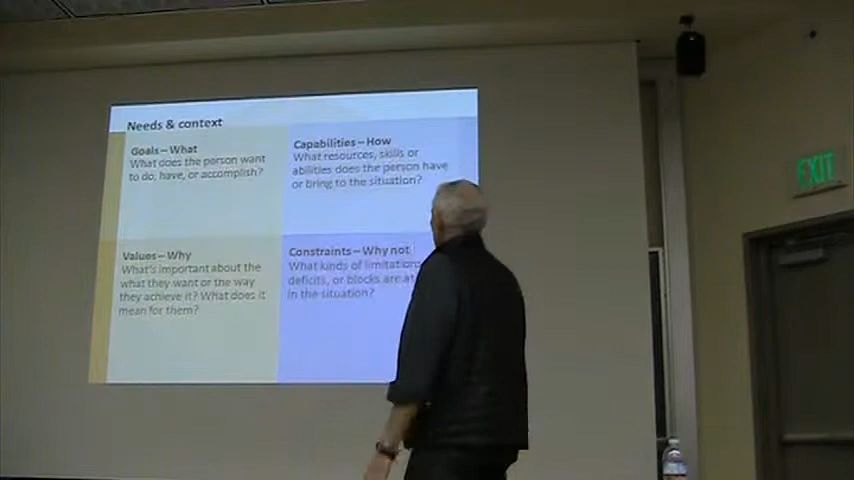 Needs & context
Goals – What
What does the person want
to do, have, or accomplish?
Capabilities – How
What resources, skills or
abilities does the person have
or bring to the situation?
Values – Why
What's important about the
what they want or the way
they achieve it? What does it
mean for them?
Constraints – Why not
What kinds of limitations,
deficits, or blocks are at
in the situation?
EXIT